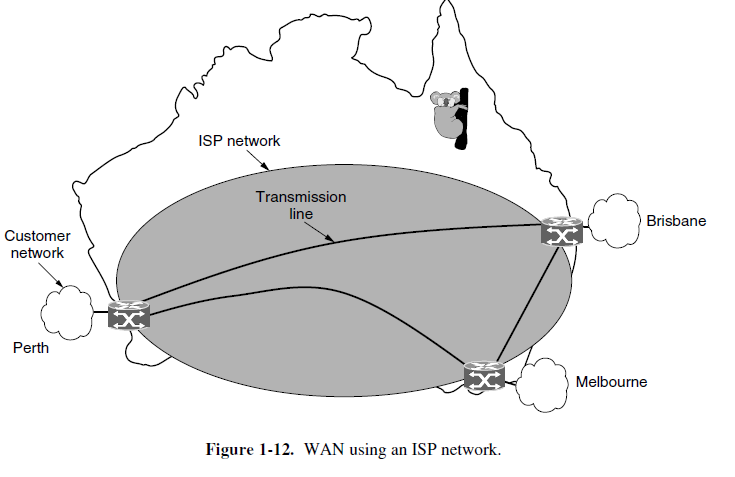 ISP network
Transmission
line
Customer
network
Brisbane
Perth
Melbourne
Figure 1-12. WAN using an ISP network.